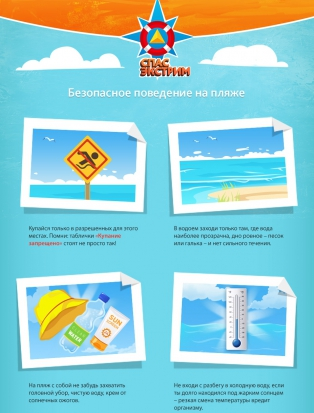 СПАС
ЭКСТРИМ
Безопасное поведение на пляже
Купайся только в разрешенных для этого
местах. Помни: таблички «Купание
запрещено» стоят не просто так!
В водоем заходи только там, где вода
наиболее прозрачна, дно ровное – песок
или галька – и нет сильного течения.
WATER
SUN
На пляж с собой не забудь захватить
головной убор, чистую воду, крем от
солнечных ожогов.
Не входи с разбегу в холодную воду, если
ты долго находился под жарким солнцем
– резкая смена температуры вредит
организму.